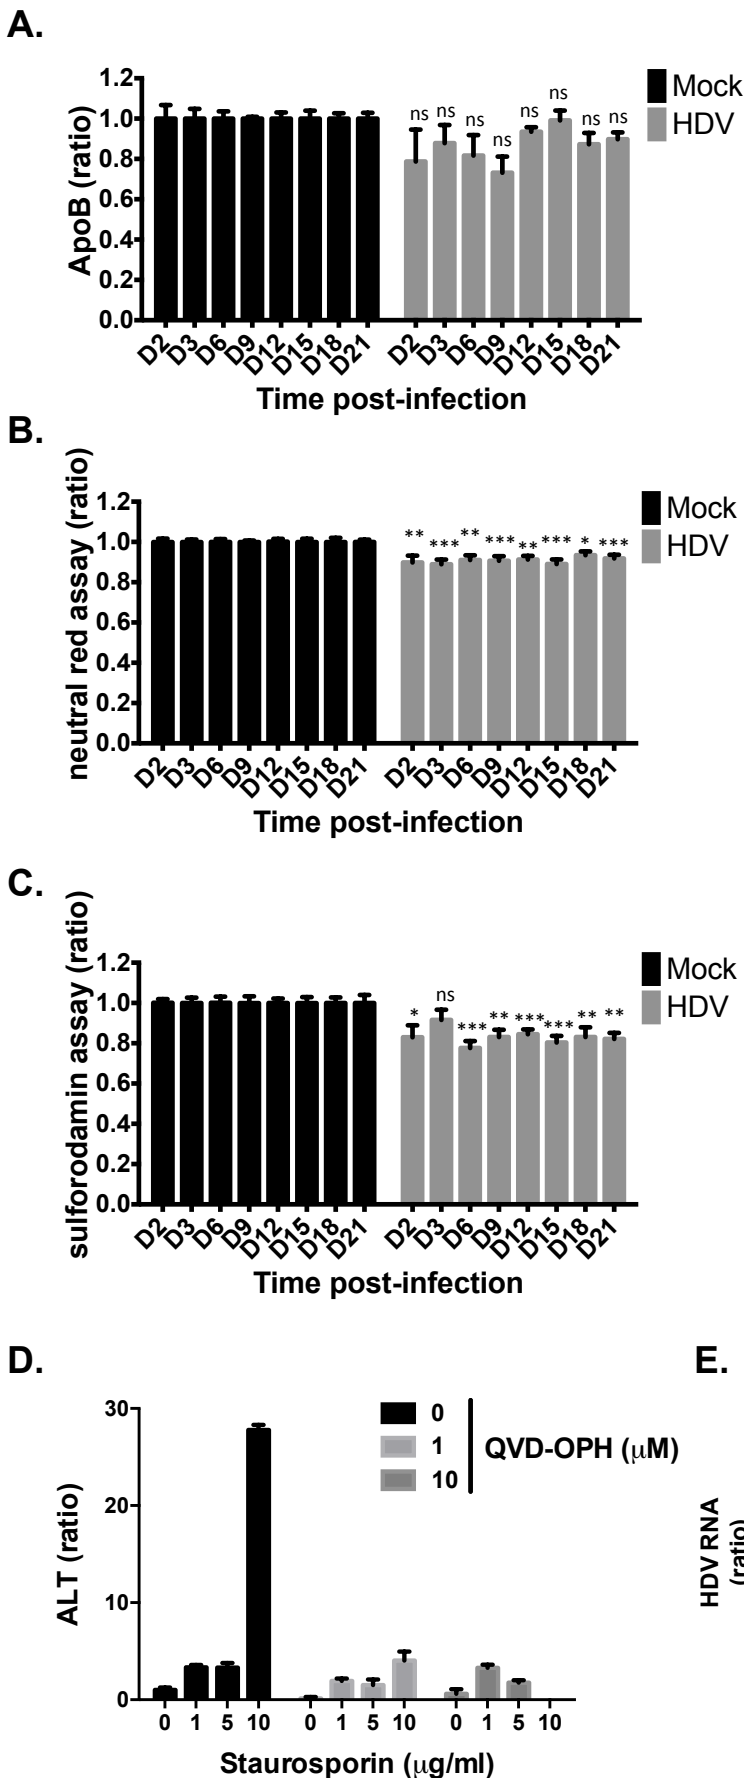 A.
ApoB (ratio)
1.2
1.0
0.8
0.6
0.4
0.2
0.0
ns ns ns ns ns ns ns ns
Mock
HDV
D2 D3 D6 D9 D12 D15 D18 D21 D2 D3 D6 D9 D12 D15 D18 D21
Time post-infection
B.
neutral red assay (ratio)
1.2
1.0
0.8
0.6
0.4
0.2
0.0
** *** ** *** ** *** * ***
Mock
HDV
D2 D3 D6 D9 D12 D15 D18 D21 D2 D3 D6 D9 D12 D15 D18 D21
Time post-infection
C.
sulforodamin assay (ratio)
1.2
1.0
0.8
0.6
0.4
0.2
0.0
* ns *** ** *** *** ** **
Mock
HDV
D2 D3 D6 D9 D12 D15 D18 D21 D2 D3 D6 D9 D12 D15 D18 D21
Time post-infection
D.
ALT (ratio)
30
20
10
0
0
1
10
QVD-OPH (μM)
0 1 5 10 0 1 5 10 0 1 5 10
Staurosporin (μg/ml)
E.
HDV RNA
(ratio)